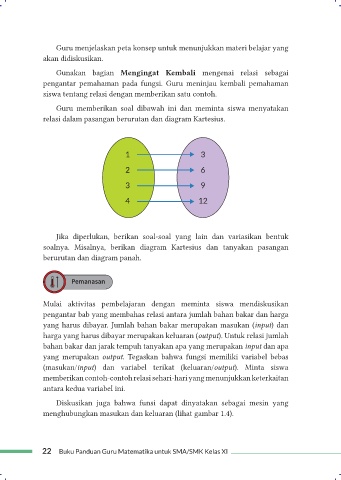 Guru menjelaskan peta konsep untuk menunjukkan materi belajar yang
akan didiskusikan.
Gunakan bagian Mengingat Kembali mengenai relasi sebagai
pengantar pemahaman pada fungsi. Guru meninjau kembali pemahaman
siswa tentang relasi dengan memberikan satu contoh.
Guru memberikan soal dibawah ini dan meminta siswa menyatakan
relasi dalam pasangan berurutan dan diagram Kartesius.
1 3
2 6
3 9
4 12
Jika diperlukan, berikan soal-soal yang lain dan variasikan bentuk
soalnya. Misalnya, berikan diagram Kartesius dan tanyakan pasangan
berurutan dan diagram panah.
Pemanasan
Mulai aktivitas pembelajaran dengan meminta siswa mendiskusikan
pengantar bab yang membahas relasi antara jumlah bahan bakar dan harga
yang harus dibayar. Jumlah bahan bakar merupakan masukan (input) dan
harga yang harus dibayar merupakan keluaran (output). Untuk relasi jumlah
bahan bakar dan jarak tempuh tanyakan apa yang merupakan input dan apa
yang merupakan output. Tegaskan bahwa fungsi memiliki variabel bebas
(masukan/input) dan variabel terikat (keluaran/output). Minta siswa
memberikan contoh-contoh relasi sehari-hari yang menunjukkan keterkaitan
antara kedua variabel ini.
Diskusikan juga bahwa funsi dapat dinyatakan sebagai mesin yang
menghubungkan masukan dan keluaran (lihat gambar 1.4).
22 Buku Panduan Guru Matematika untuk SMA/SMK Kelas XI